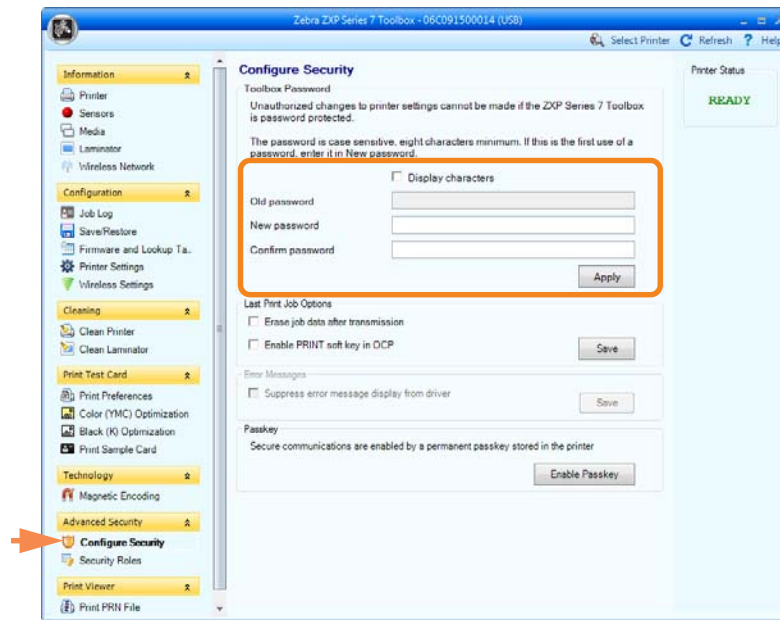 Zebra ZXP Series 7 Toolbox - 06C091500014 (USB)
Select Printer Refresh ? Help
Information
Printer
Sensors
Media
Laminator
Wireless Network
Configuration
Job Log
Save/Restore
Firmware and Lookup Ta..
Printer Settings
Wireless Settings
Cleaning
Clean Printer
Clean Laminator
Print Test Card
Print Preferences
Color (YMC) Optimization
Black (K) Optimization
Print Sample Card
Technology
Magnetic Encoding
Advanced Security
Configure Security
Security Roles
Print Viewer
Print PRN File
Configure Security
Toolbox Password
Unauthorized changes to printer settings cannot be made if the ZXP Series 7 Toolbox
is password protected.
The password is case sensitive, eight characters minimum. If this is the first use of a
password, enter it in New password.
Display characters
Old password
New password
Confirm password
Apply
Last Print Job Options
Erase job data after transmission
Enable PRINT soft key in OCP
Save
Error Messages
Suppress error message display from driver
Save
Passkey
Secure communications are enabled by a permanent passkey stored in the printer
Enable Passkey
Printer Status
READY